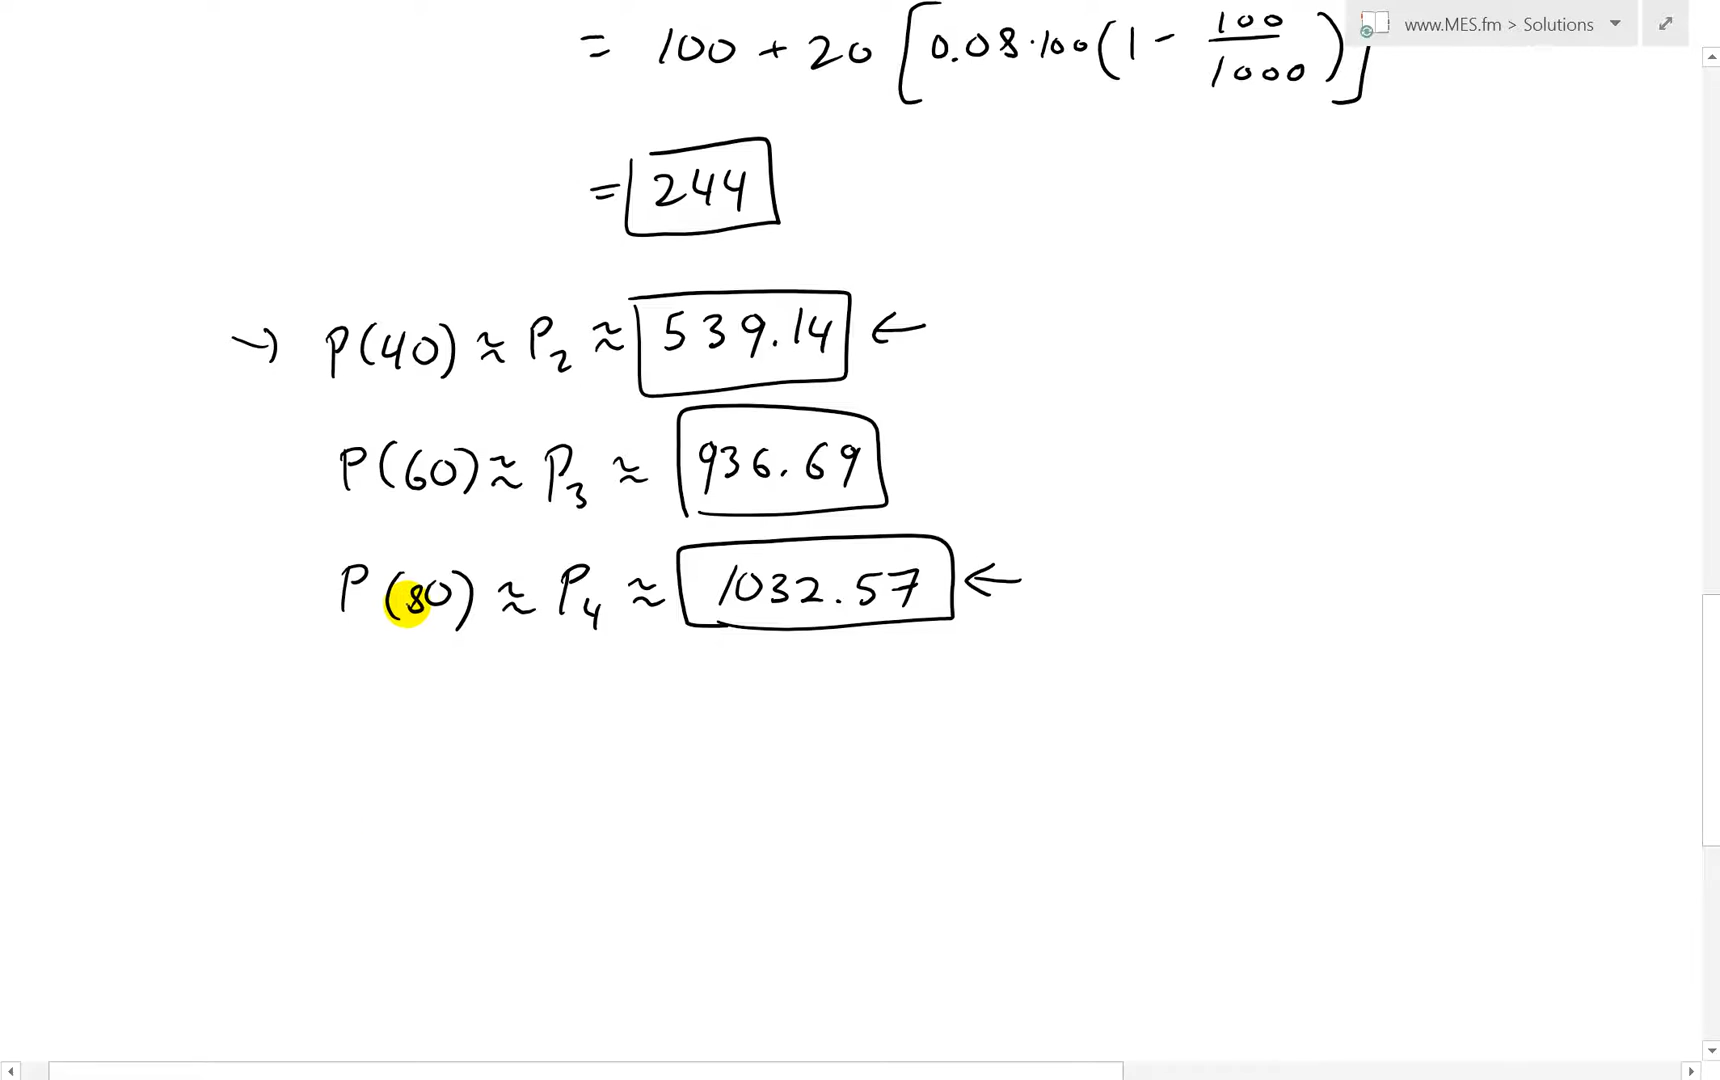 www.MES.fm > Solutions
= 100 + 20 [0.08·100(1 - 100/1000)]
= 244
→ P(40) ≈ P₂ ≈ 539.14 ←
P(60) ≈ P₃ ≈ 936.69
P(80) ≈ P₄ ≈ 1032.57 ←